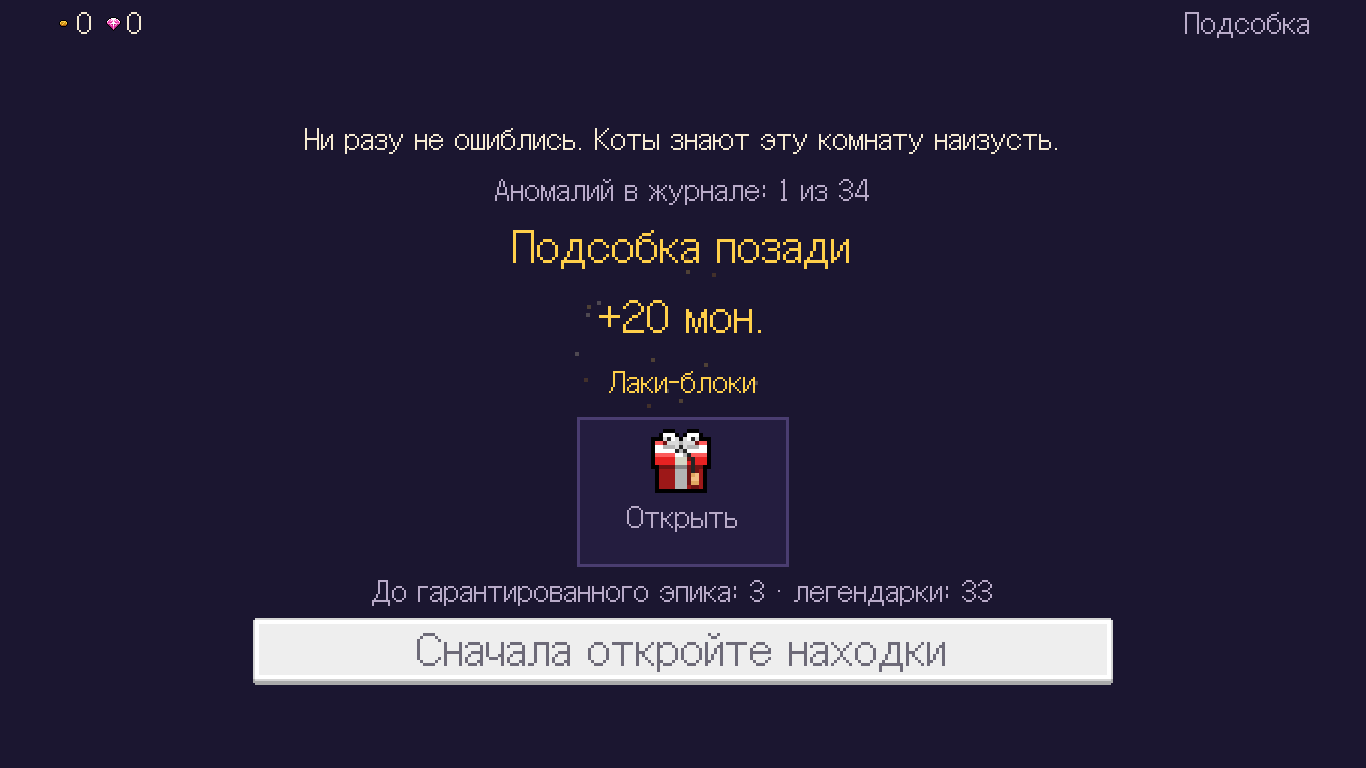 0 0 Подсобка
Ни разу не ошиблись. Коты знают эту комнату наизусть.
Аномалий в журнале: 1 из 34
Подсобка позади
+20 мон.
Лаки-блоки
Открыть
До гарантированного эпика: 3 · легендарки: 33
Сначала откройте находки